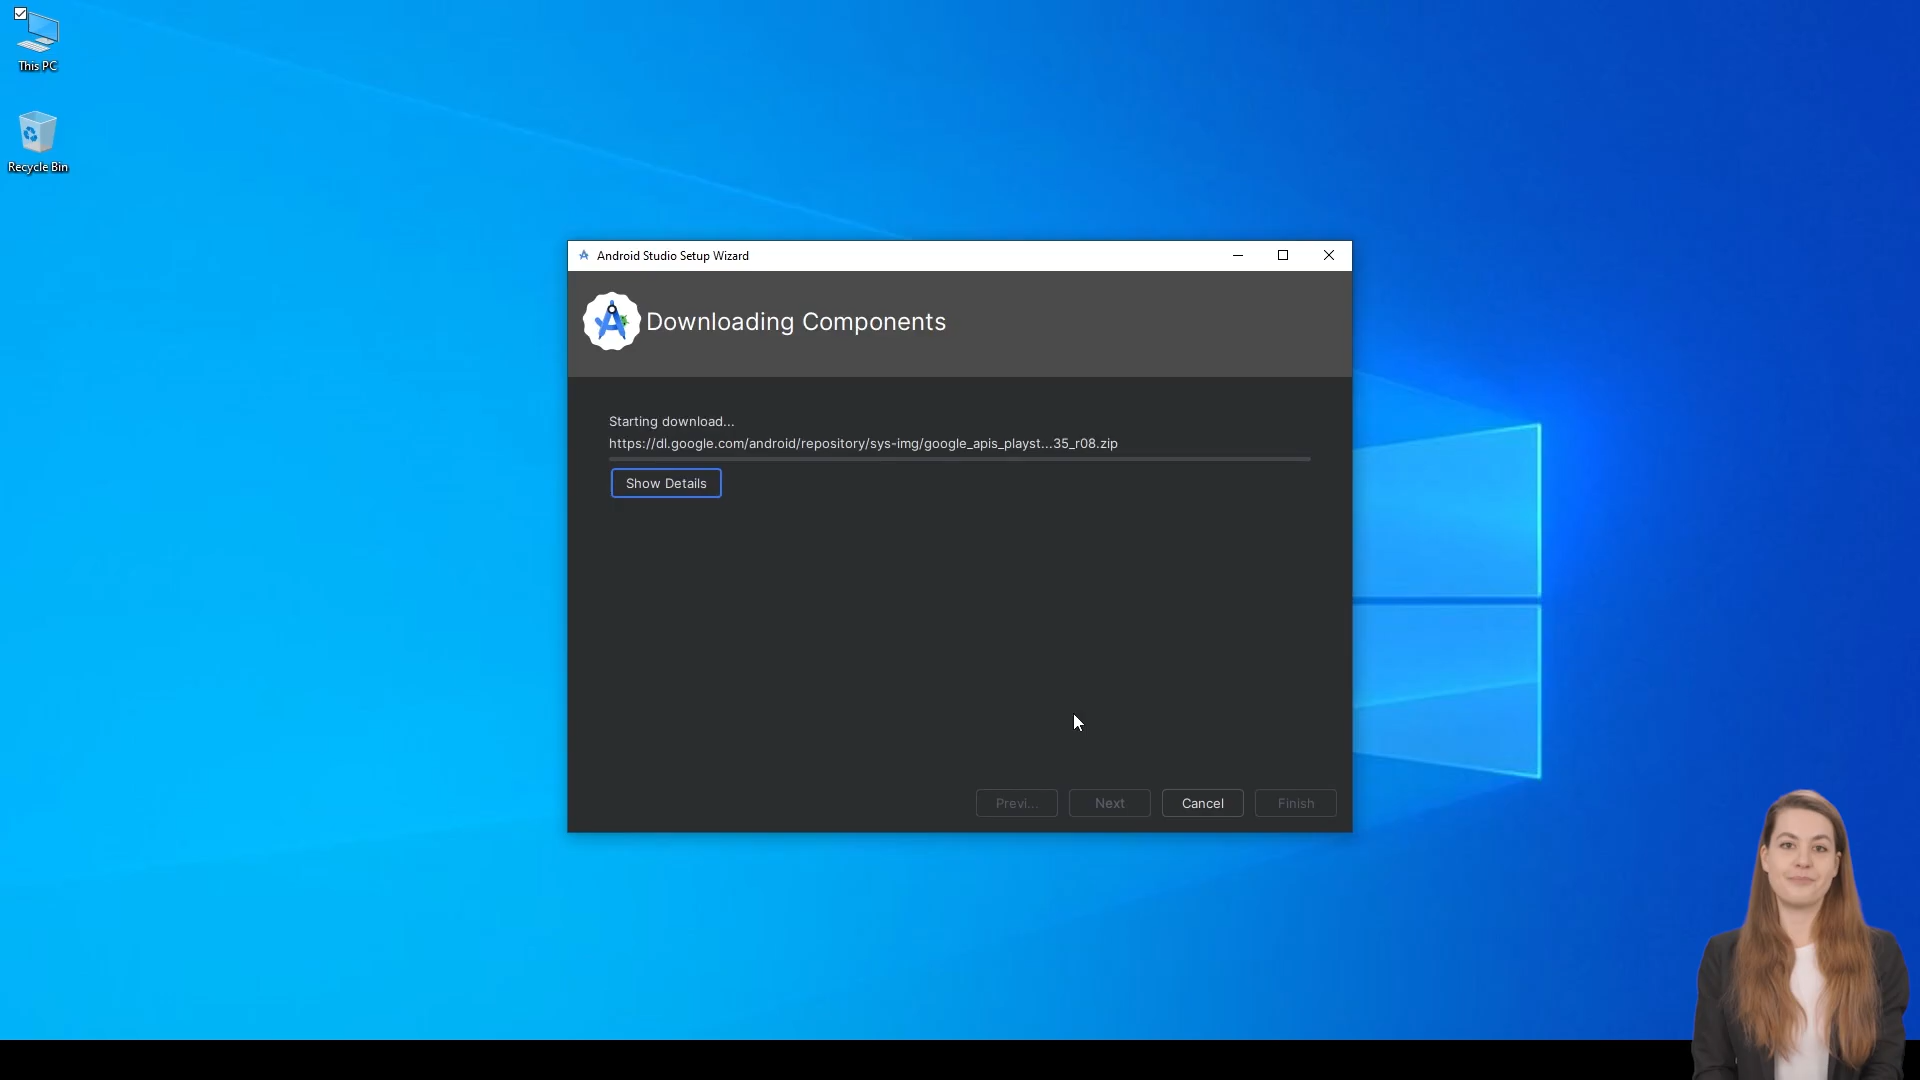 This PC
Recycle Bin
Android Studio Setup Wizard
Downloading Components
Starting download...
https://dl.google.com/android/repository/sys-img/google_apis_playst...35_r08.zip
Show Details
Previ...
Next
Cancel
Finish